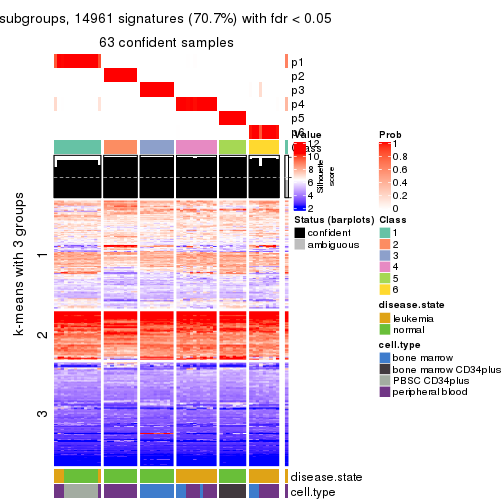 subgroups, 14961 signatures (70.7%) with fdr < 0.05
63 confident samples
p1
p2
p3
p4
p5
p6
Class
Silhouette
score
k-means with 3 groups
1
2
3
disease.state
cell.type
Value
12
10
8
6
4
2
Status (barplots)
confident
ambiguous
Prob
1
0.8
0.6
0.4
0.2
0
Class
1
2
3
4
5
6
disease.state
leukemia
normal
cell.type
bone marrow
bone marrow CD34plus
PBSC CD34plus
peripheral blood